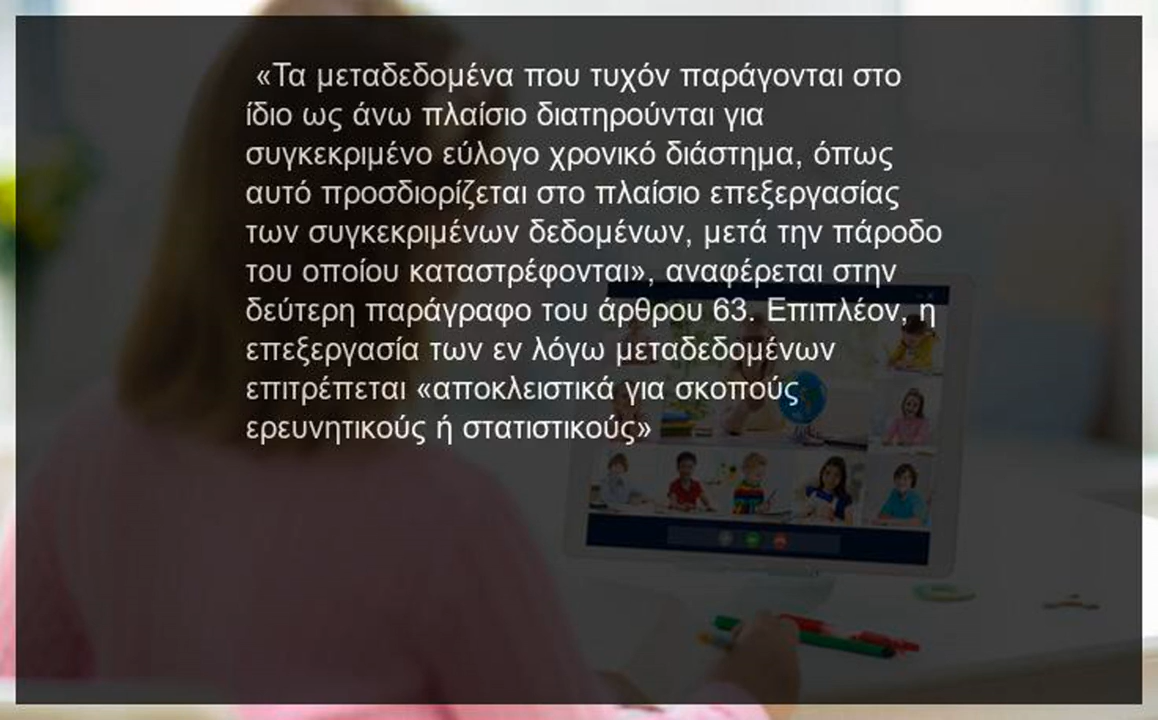 «Τα μεταδεδομένα που τυχόν παράγονται στο
ίδιο ως άνω πλαίσιο διατηρούνται για
συγκεκριμένο εύλογο χρονικό διάστημα, όπως
αυτό προσδιορίζεται στο πλαίσιο επεξεργασίας
των συγκεκριμένων δεδομένων, μετά την πάροδο
του οποίου καταστρέφονται», αναφέρεται στην
δεύτερη παράγραφο του άρθρου 63. Επιπλέον, η
επεξεργασία των εν λόγω μεταδεδομένων
επιτρέπεται «αποκλειστικά για σκοπούς
ερευνητικούς ή στατιστικούς»